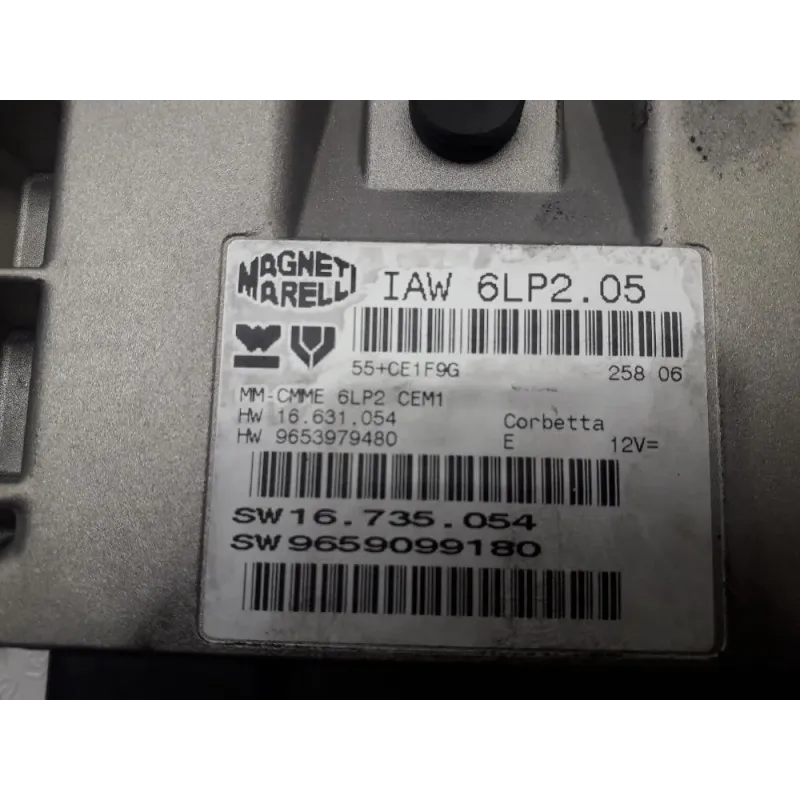 MAGNETI
MARELLI
IAW 6LP2.05
55+CE1F9G 258 06
MM-CMME 6LP2 CEM1
HW 16.631.054 Corbetta
HW 9653979480 E 12V=
SW16.735.054
SW9659099180